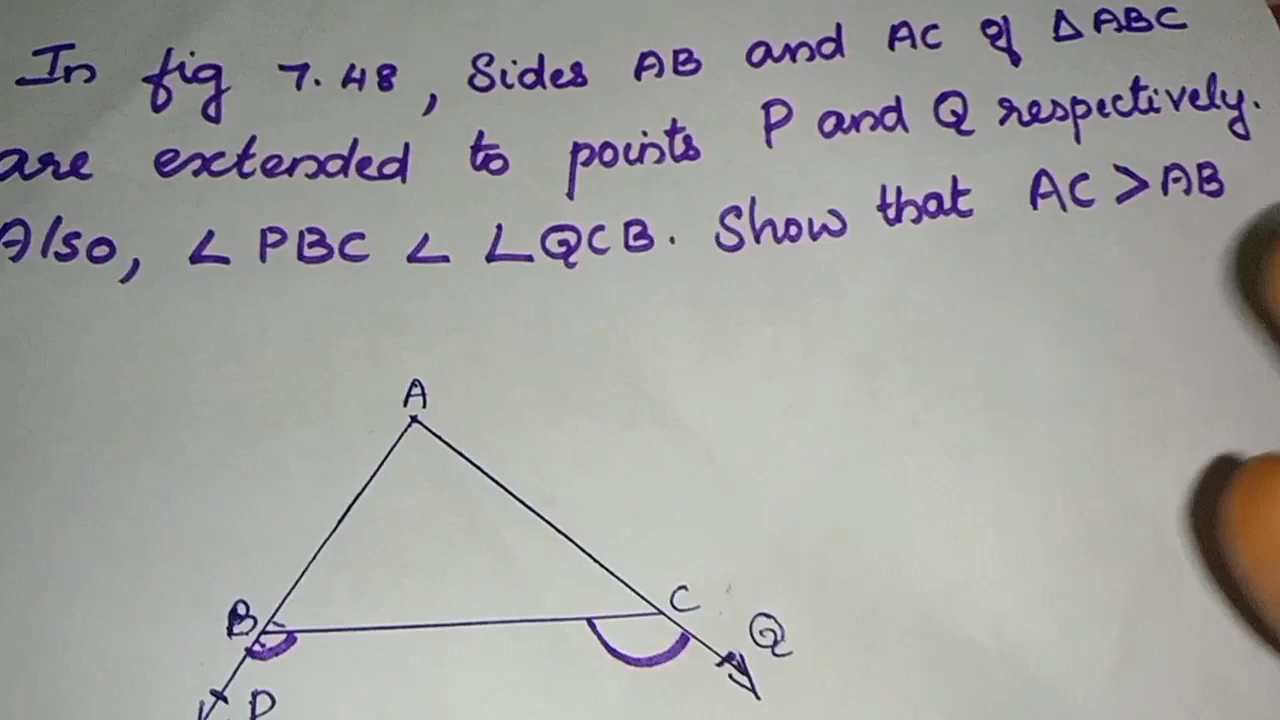 In fig 7.48, Sides AB and AC of △ABC
are extended to points P and Q respectively.
Also, ∠PBC < ∠QCB. Show that AC > AB
A
B
C
Q
P